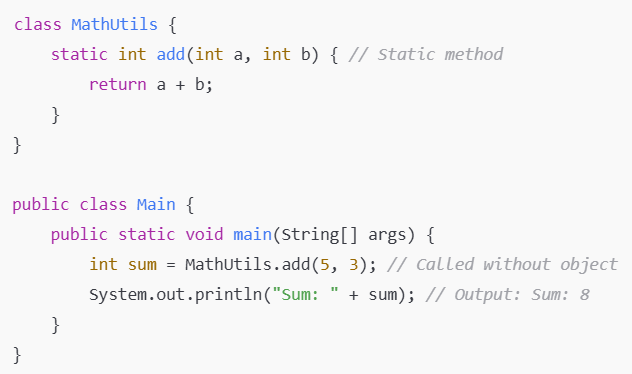 class MathUtils {
    static int add(int a, int b) { // Static method
        return a + b;
    }
}

public class Main {
    public static void main(String[] args) {
        int sum = MathUtils.add(5, 3); // Called without object
        System.out.println("Sum: " + sum); // Output: Sum: 8
    }
}